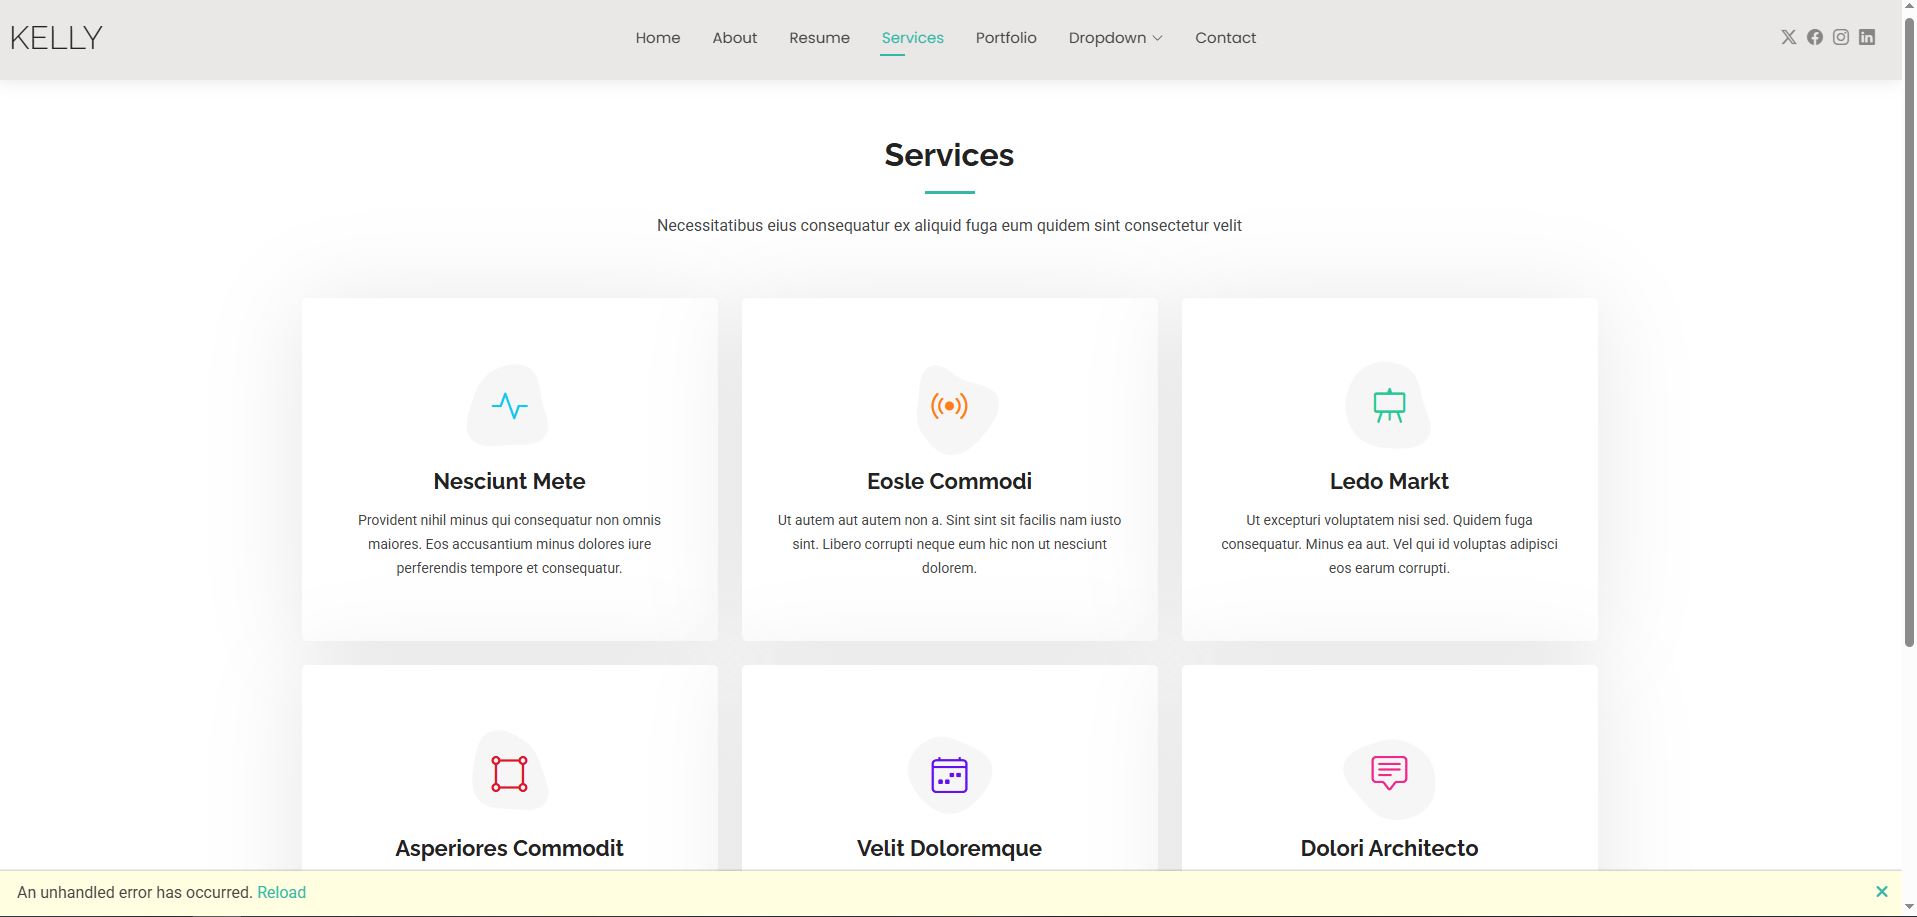 KELLY
Home About Resume Services Portfolio Dropdown Contact
Services
Necessitatibus eius consequatur ex aliquid fuga eum quidem sint consectetur velit
Nesciunt Mete
Provident nihil minus qui consequatur non omnis
maiores. Eos accusantium minus dolores iure
perferendis tempore et consequatur.
Eosle Commodi
Ut autem aut autem non a. Sint sint sit facilis nam iusto
sint. Libero corrupti neque eum hic non ut nesciunt
dolorem.
Ledo Markt
Ut excepturi voluptatem nisi sed. Quidem fuga
consequatur. Minus ea aut. Vel qui id voluptas adipisci
eos earum corrupti.
Asperiores Commodit
Velit Doloremque
Dolori Architecto
An unhandled error has occurred. Reload